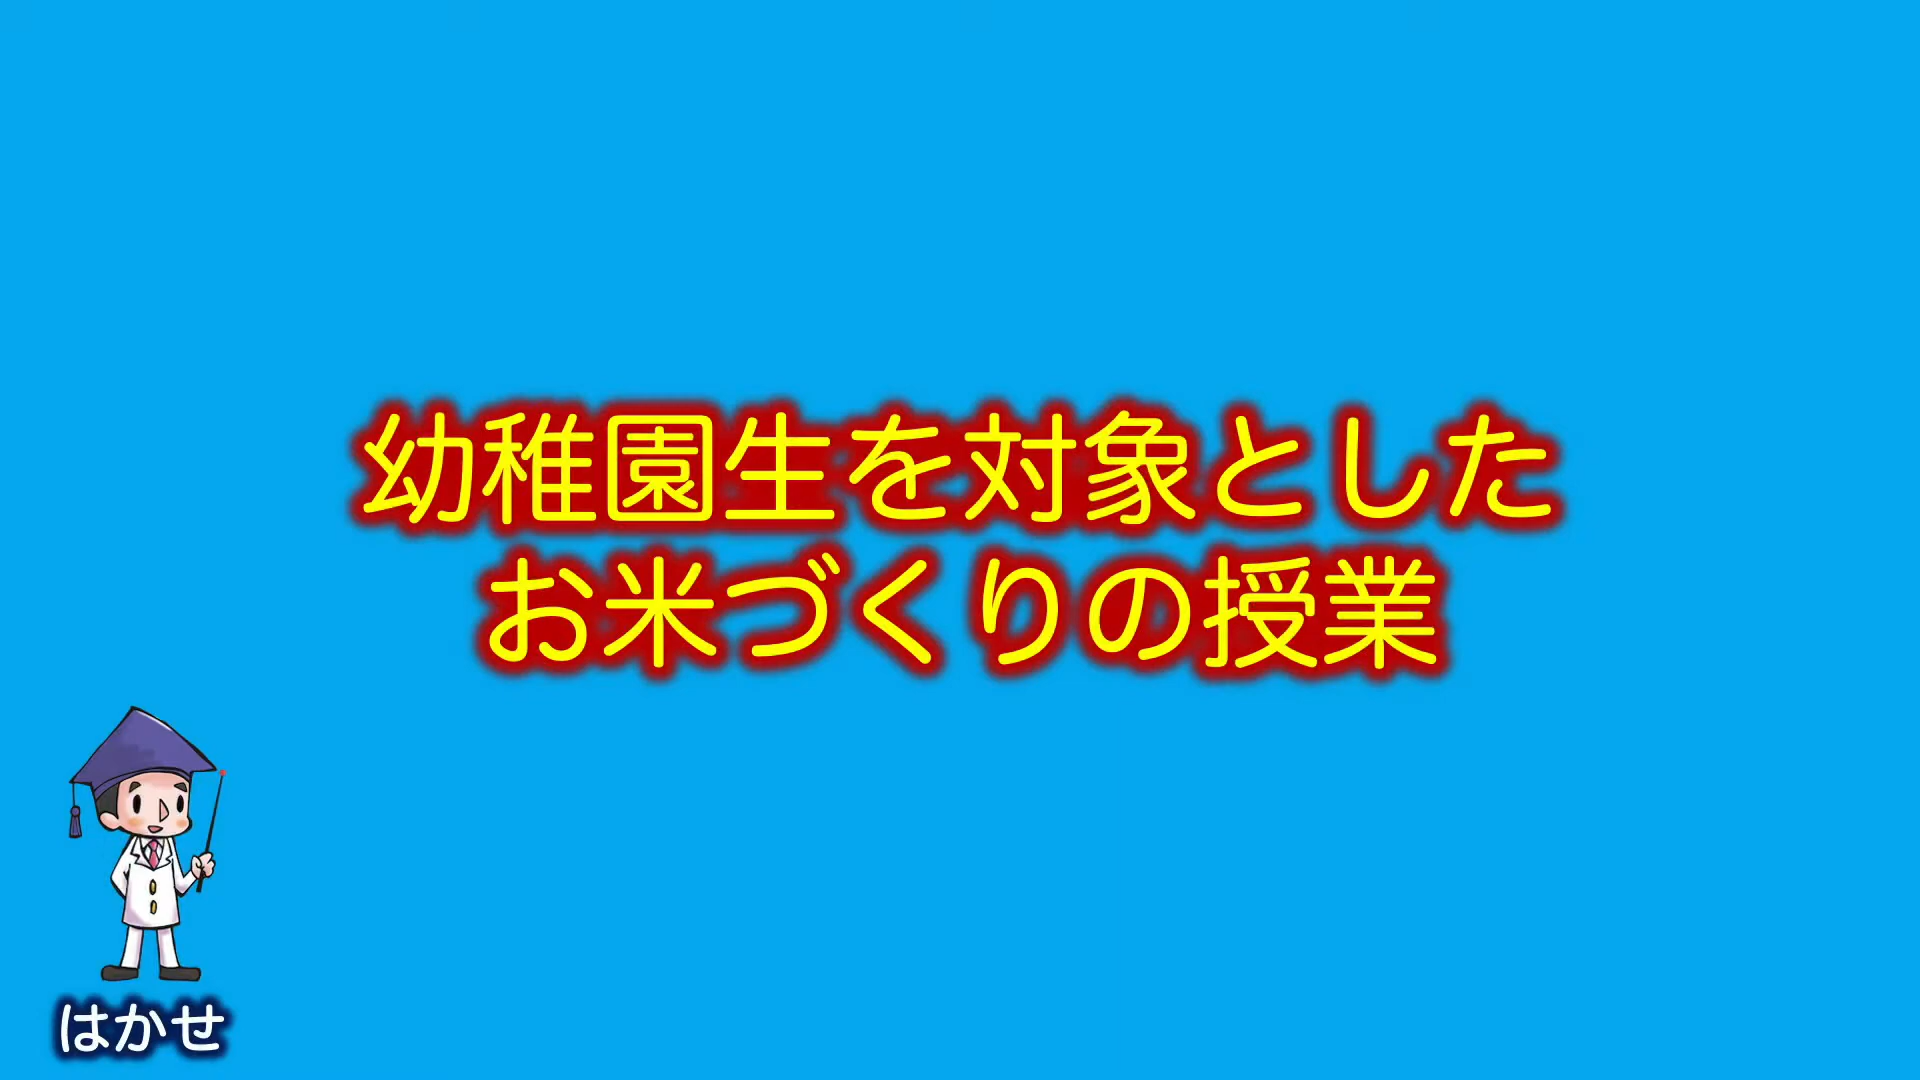 幼稚園生を対象とした
お米づくりの授業
はかせ